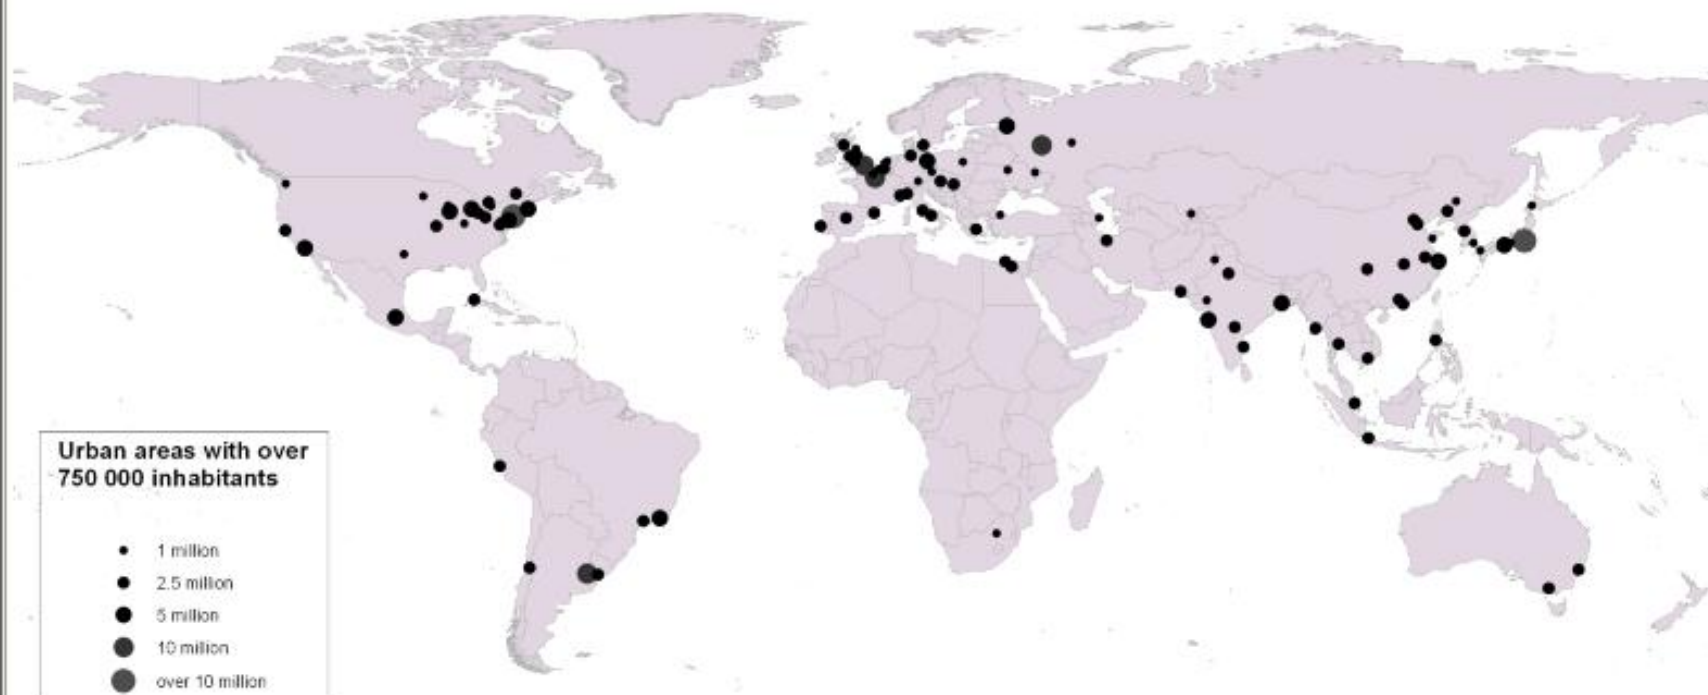 Urban areas with over
750 000 inhabitants
1 million
2.5 million
5 million
10 million
over 10 million